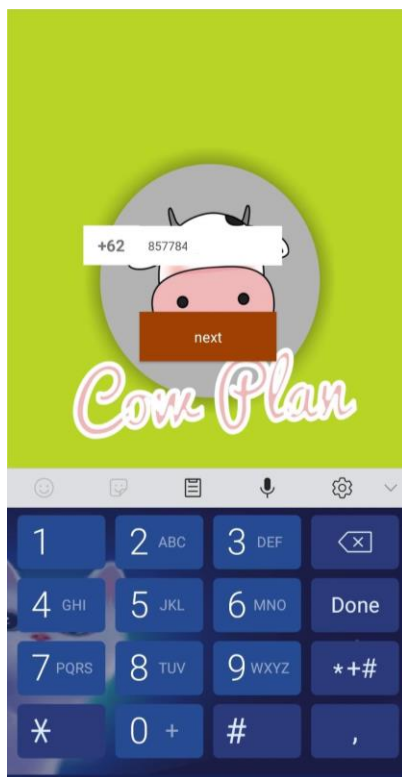 +62 857784
next
Cow Plan
1 2 ABC 3 DEF
4 GHI 5 JKL 6 MNO Done
7 PQRS 8 TUV 9 WXYZ *+#
* 0 + # ,